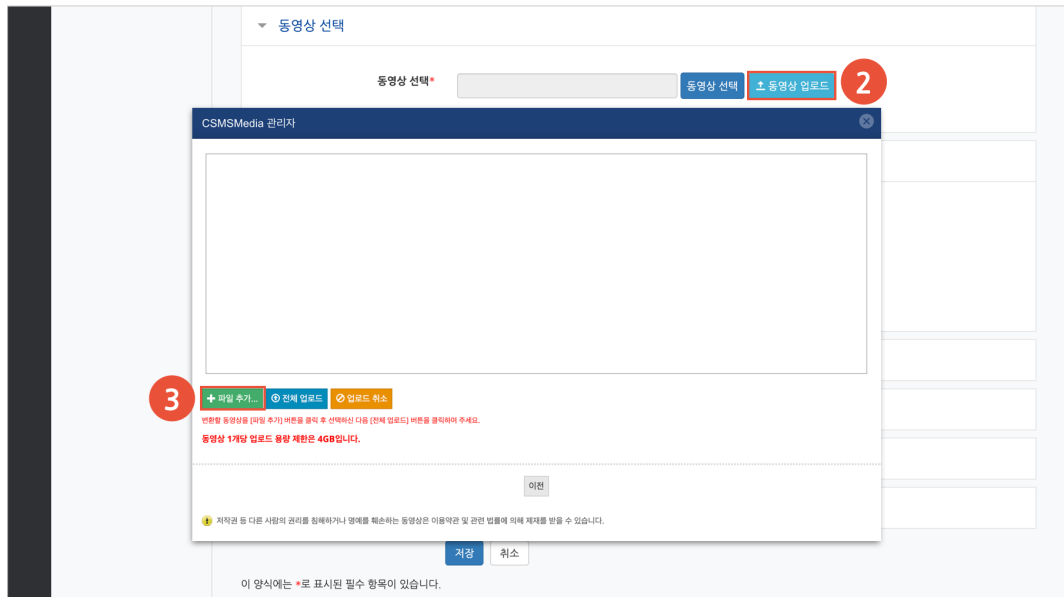 동영상 선택
동영상 선택* 동영상 선택 동영상 업로드 2
CSMSMedia 관리자
3 파일 추가... 전체 업로드 업로드 취소
변환할 동영상을 [파일 추가] 버튼을 클릭 후 선택하신 다음 [전체 업로드] 버튼을 클릭하여 주세요.
동영상 1개당 업로드 용량 제한은 4GB입니다.
이전
저작권 등 다른 사람의 권리를 침해하거나 명예를 훼손하는 동영상은 이용약관 및 관련 법률에 의해 제재를 받을 수 있습니다.
저장 취소
이 양식에는 *로 표시된 필수 항목이 있습니다.